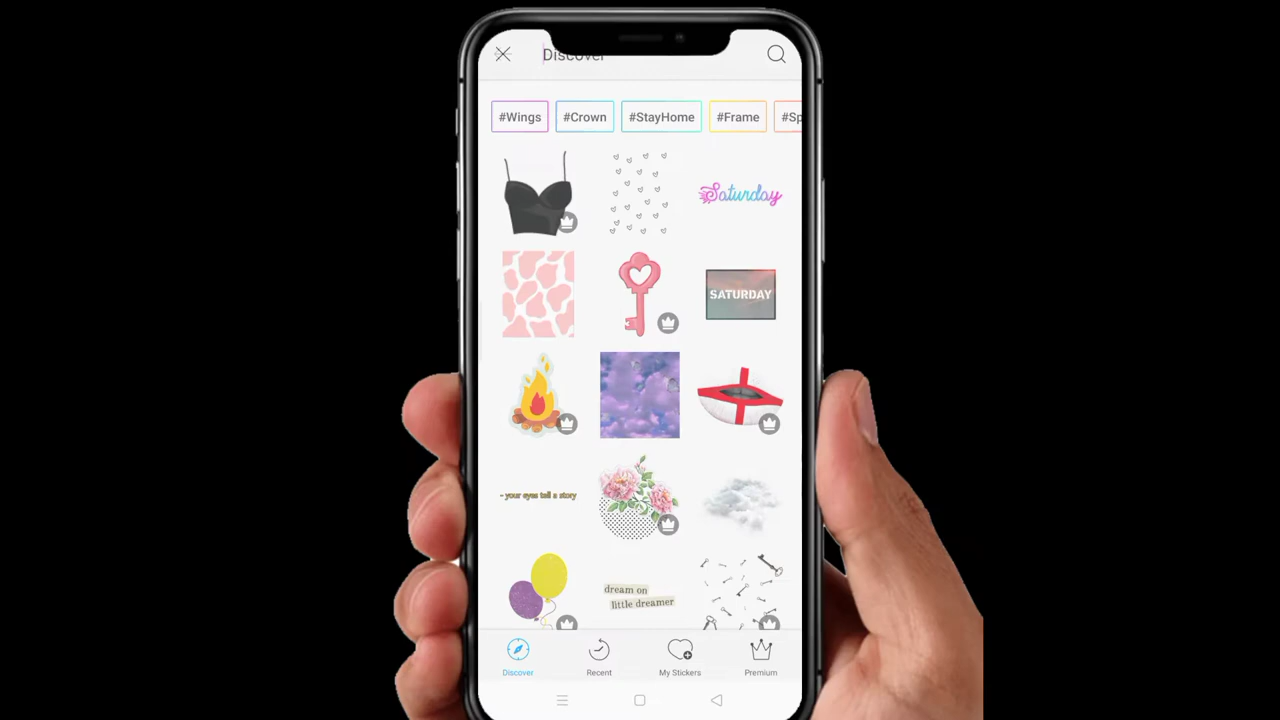 Discover
#Wings #Crown #StayHome #Frame #Sp
Saturday
SATURDAY
- your eyes tell a story
dream on
little dreamer
Discover Recent My Stickers Premium